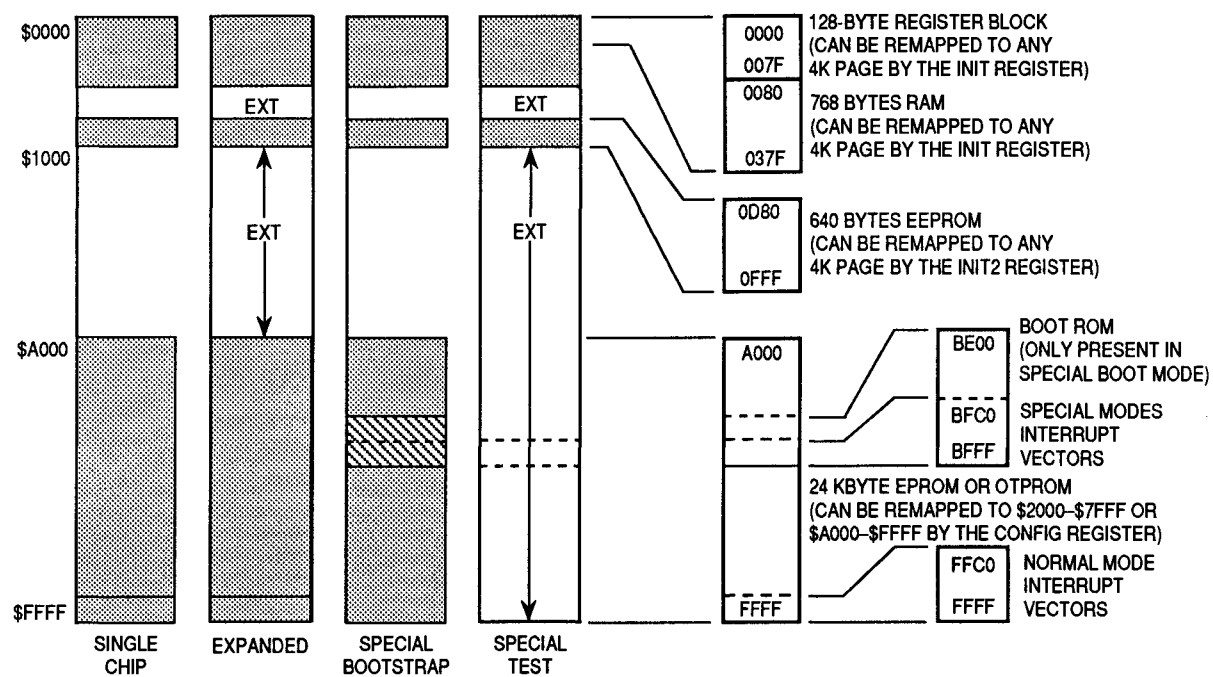 $0000
$1000
$A000
$FFFF
EXT
EXT
EXT
EXT
SINGLE
CHIP
EXPANDED
SPECIAL
BOOTSTRAP
SPECIAL
TEST
0000
007F
128-BYTE REGISTER BLOCK
(CAN BE REMAPPED TO ANY
4K PAGE BY THE INIT REGISTER)
0080
037F
768 BYTES RAM
(CAN BE REMAPPED TO ANY
4K PAGE BY THE INIT REGISTER)
0D80
0FFF
640 BYTES EEPROM
(CAN BE REMAPPED TO ANY
4K PAGE BY THE INIT2 REGISTER)
A000
BE00
BOOT ROM
(ONLY PRESENT IN
SPECIAL BOOT MODE)
BFC0
BFFF
SPECIAL MODES
INTERRUPT
VECTORS
24 KBYTE EPROM OR OTPROM
(CAN BE REMAPPED TO $2000–$7FFF OR
$A000–$FFFF BY THE CONFIG REGISTER)
FFFF
FFC0
FFFF
NORMAL MODE
INTERRUPT
VECTORS